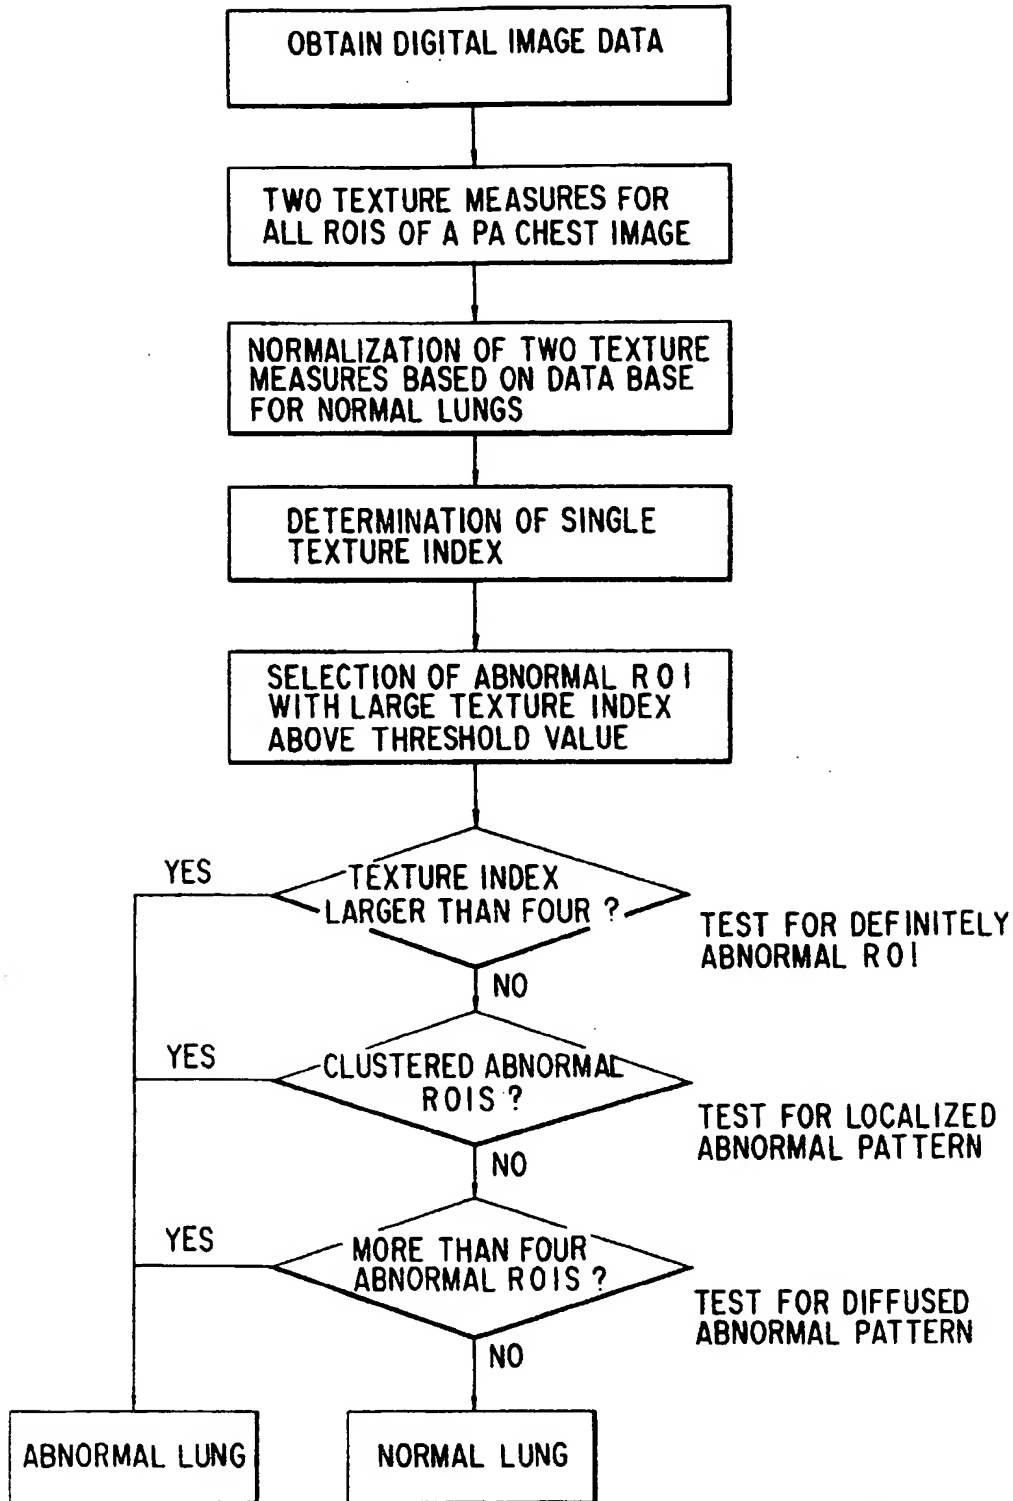 OBTAIN DIGITAL IMAGE DATA
TWO TEXTURE MEASURES FOR
ALL ROIS OF A PA CHEST IMAGE
NORMALIZATION OF TWO TEXTURE
MEASURES BASED ON DATA BASE
FOR NORMAL LUNGS
DETERMINATION OF SINGLE
TEXTURE INDEX
SELECTION OF ABNORMAL ROI
WITH LARGE TEXTURE INDEX
ABOVE THRESHOLD VALUE
YES
TEXTURE INDEX
LARGER THAN FOUR ?
TEST FOR DEFINITELY
ABNORMAL ROI
NO
YES
CLUSTERED ABNORMAL
ROIS ?
TEST FOR LOCALIZED
ABNORMAL PATTERN
NO
YES
MORE THAN FOUR
ABNORMAL ROIS ?
TEST FOR DIFFUSED
ABNORMAL PATTERN
NO
ABNORMAL LUNG
NORMAL LUNG